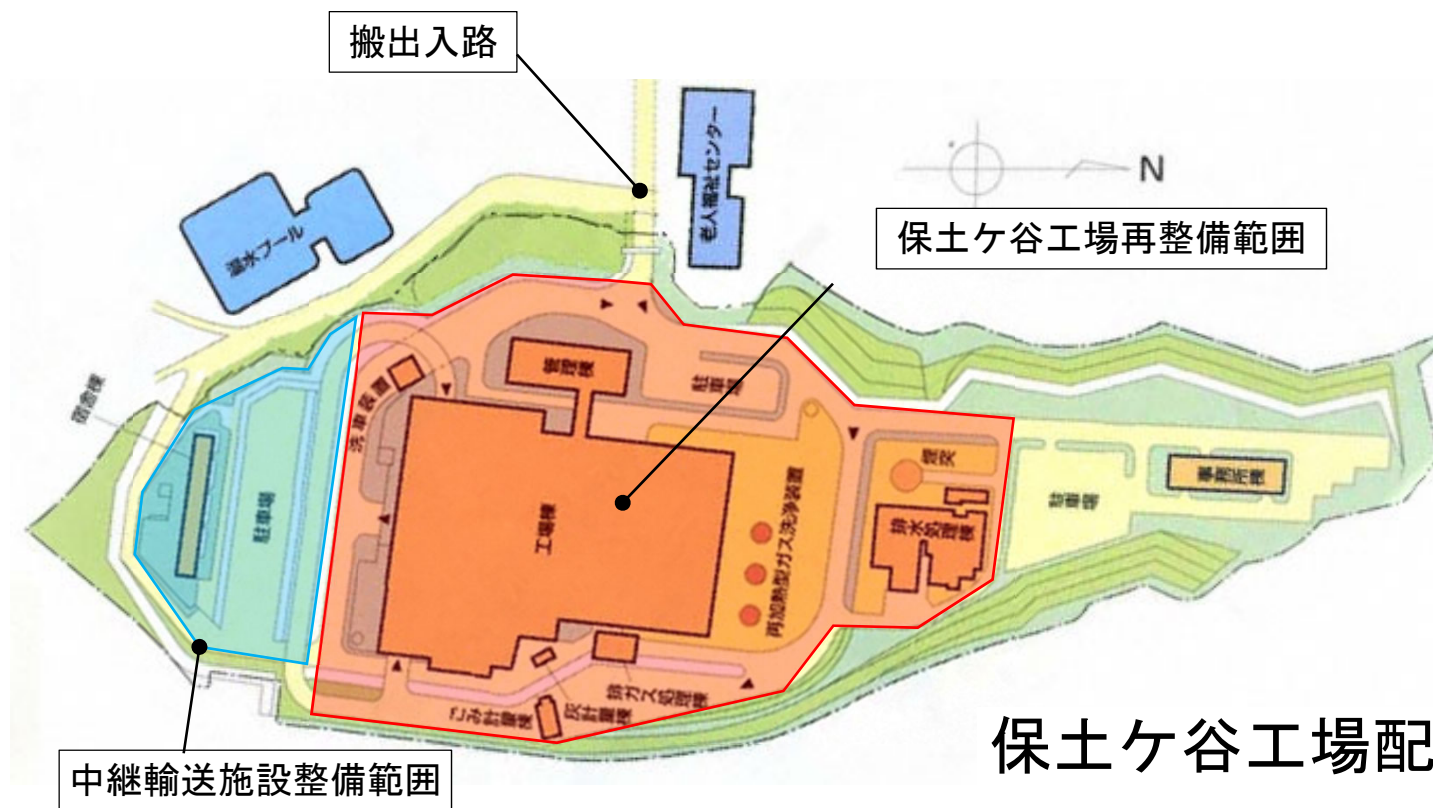 搬出入路
老人福祉センター
N
保土ケ谷工場再整備範囲
温水プール
宿舎棟
駐車場
洗車装置
管理棟
駐車場
工場棟
再加熱型ガス洗浄装置
煙突
排水処理棟
駐車場
事務所棟
ごみ計量棟
灰計量棟
排ガス処理棟
中継輸送施設整備範囲
保土ケ谷工場配